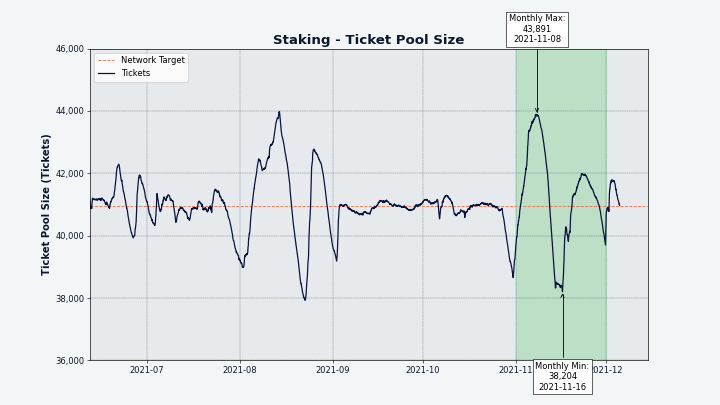 Monthly Max:
43,891
2021-11-08
Staking - Ticket Pool Size
46,000
44,000
42,000
40,000
38,000
36,000
Ticket Pool Size (Tickets)
Network Target
Tickets
2021-07
2021-08
2021-09
2021-10
2021-11
2021-12
Monthly Min:
38,204
2021-11-16